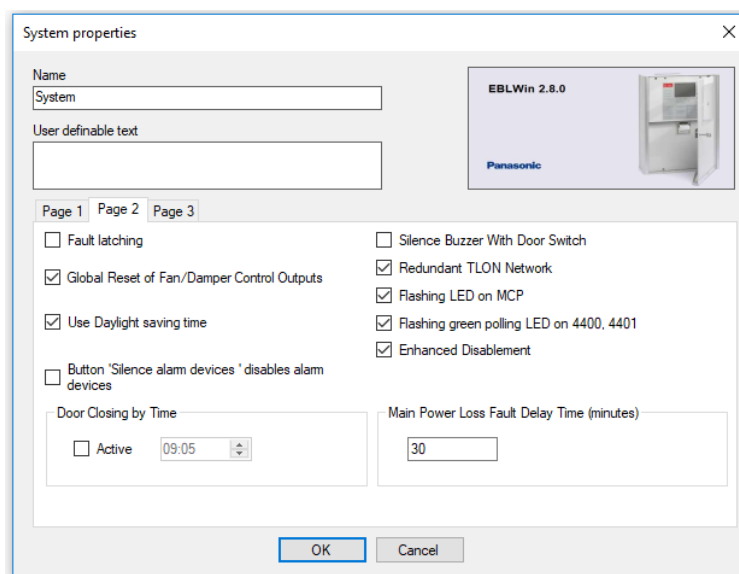 System properties
Name
System
EBLWin 2.8.0
User definable text
Panasonic
Page 1 Page 2 Page 3
Fault latching
Global Reset of Fan/Damper Control Outputs
Use Daylight saving time
Button 'Silence alarm devices ' disables alarm
devices
Silence Buzzer With Door Switch
Redundant TLON Network
Flashing LED on MCP
Flashing green polling LED on 4400, 4401
Enhanced Disablement
Door Closing by Time
Active 09:05
Main Power Loss Fault Delay Time (minutes)
30
OK Cancel